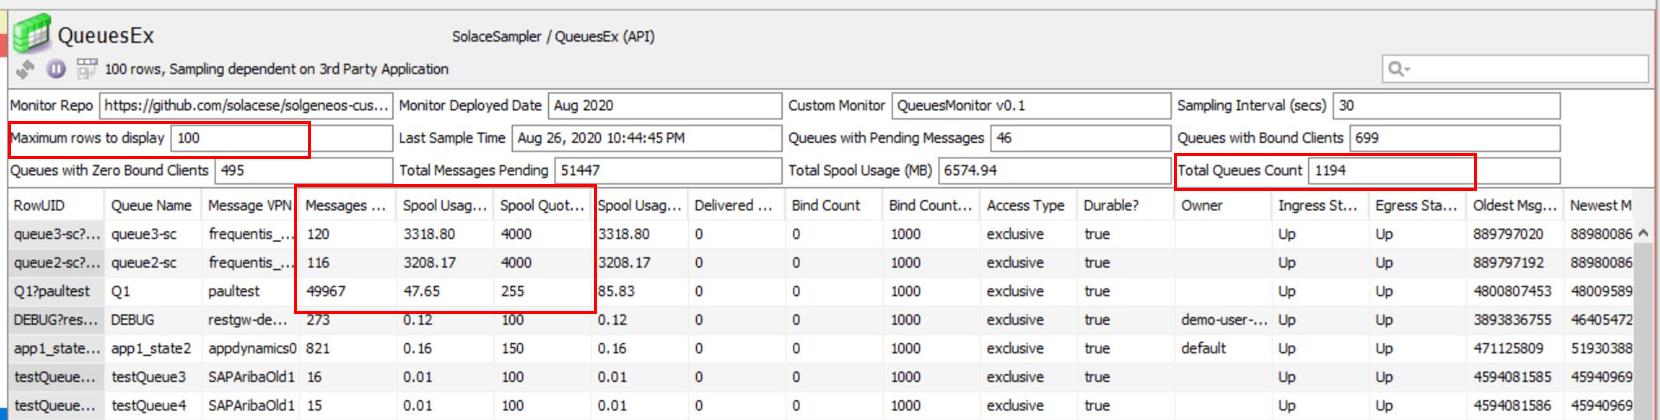 QueuesEx SolaceSampler / QueuesEx (API)
100 rows, Sampling dependent on 3rd Party Application
Monitor Repo https://github.com/solacese/solgeneos-cus... Monitor Deployed Date Aug 2020 Custom Monitor QueuesMonitor v0.1 Sampling Interval (secs) 30
Maximum rows to display 100 Last Sample Time Aug 26, 2020 10:44:45 PM Queues with Pending Messages 46 Queues with Bound Clients 699
Queues with Zero Bound Clients 495 Total Messages Pending 51447 Total Spool Usage (MB) 6574.94 Total Queues Count 1194
RowUID Queue Name Message VPN Messages ... Spool Usag... Spool Quot... Spool Usag... Delivered ... Bind Count Bind Count... Access Type Durable? Owner Ingress St... Egress Sta... Oldest Msg... Newest M
queue3-sc?... queue3-sc frequentis_... 120 3318.80 4000 3318.80 0 0 1000 exclusive true Up Up 889797020 88980086
queue2-sc?... queue2-sc frequentis_... 116 3208.17 4000 3208.17 0 0 1000 exclusive true Up Up 889797192 88980086
Q1?paultest Q1 paultest 49967 47.65 255 85.83 0 0 1000 exclusive true Up Up 4800807453 48009589
DEBUG?res... DEBUG restgw-de... 273 0.12 100 0.12 0 0 1000 exclusive true demo-user-... Up Up 3893836755 46405472
app1_state... app1_state2 appdynamics0 821 0.16 150 0.16 0 0 1000 exclusive true default Up Up 471125809 51930388
testQueue... testQueue3 SAPAribaOld1 16 0.01 100 0.01 0 0 1000 exclusive true Up Up 4594081585 45940969
testQueue... testQueue4 SAPAribaOld1 15 0.01 100 0.01 0 0 1000 exclusive true Up Up 4594081586 45940969